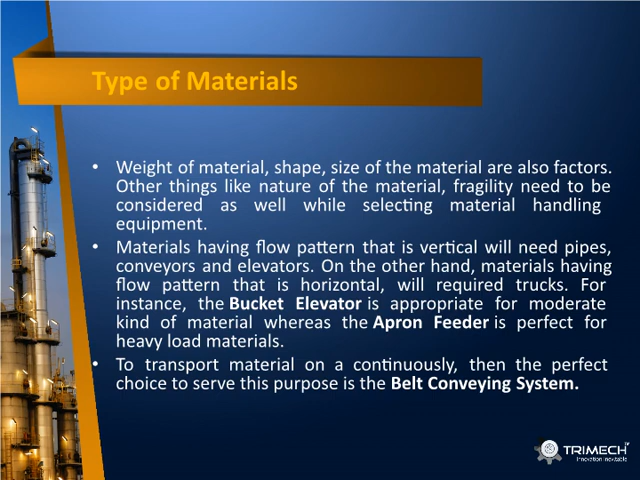 Type of Materials
• Weight of material, shape, size of the material are also factors.
Other things like nature of the material, fragility need to be
considered as well while selecting material handling
equipment.
• Materials having flow pattern that is vertical will need pipes,
conveyors and elevators. On the other hand, materials having
flow pattern that is horizontal, will required trucks. For
instance, the Bucket Elevator is appropriate for moderate
kind of material whereas the Apron Feeder is perfect for
heavy load materials.
• To transport material on a continuously, then the perfect
choice to serve this purpose is the Belt Conveying System.
TRIMECH™
Innovation Inevitable